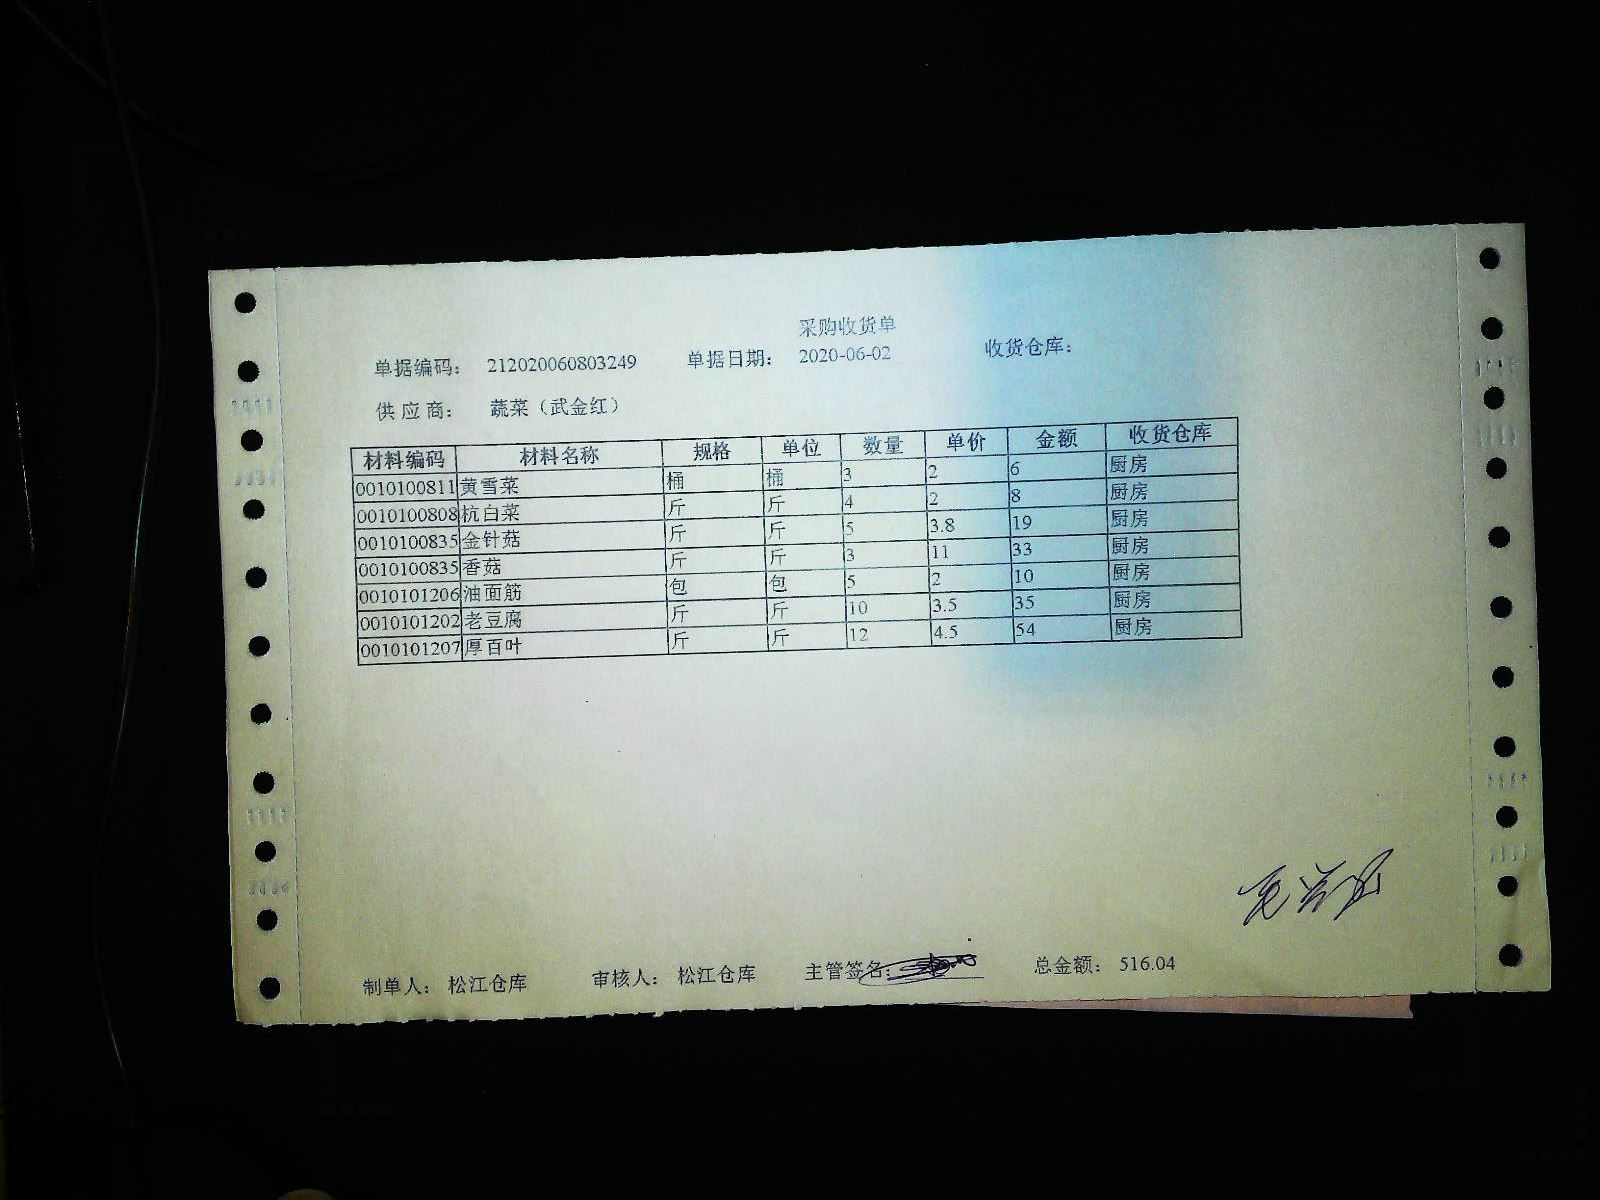 采购收货单
单据编码： 212020060803249 单据日期： 2020-06-02 收货仓库：
供 应 商： 蔬菜（武金红）
材料编码 材料名称 规格 单位 数量 单价 金额 收货仓库
0010100811 黄雪菜 桶 桶 3 2 6 厨房
0010100808 杭白菜 斤 斤 4 2 8 厨房
0010100835 金针菇 斤 斤 5 3.8 19 厨房
0010100835 香菇 斤 斤 3 11 33 厨房
0010101206 油面筋 包 包 5 2 10 厨房
0010101202 老豆腐 斤 斤 10 3.5 35 厨房
0010101207 厚百叶 斤 斤 12 4.5 54 厨房
制单人： 松江仓库 审核人： 松江仓库 主管签名： 总金额： 516.04